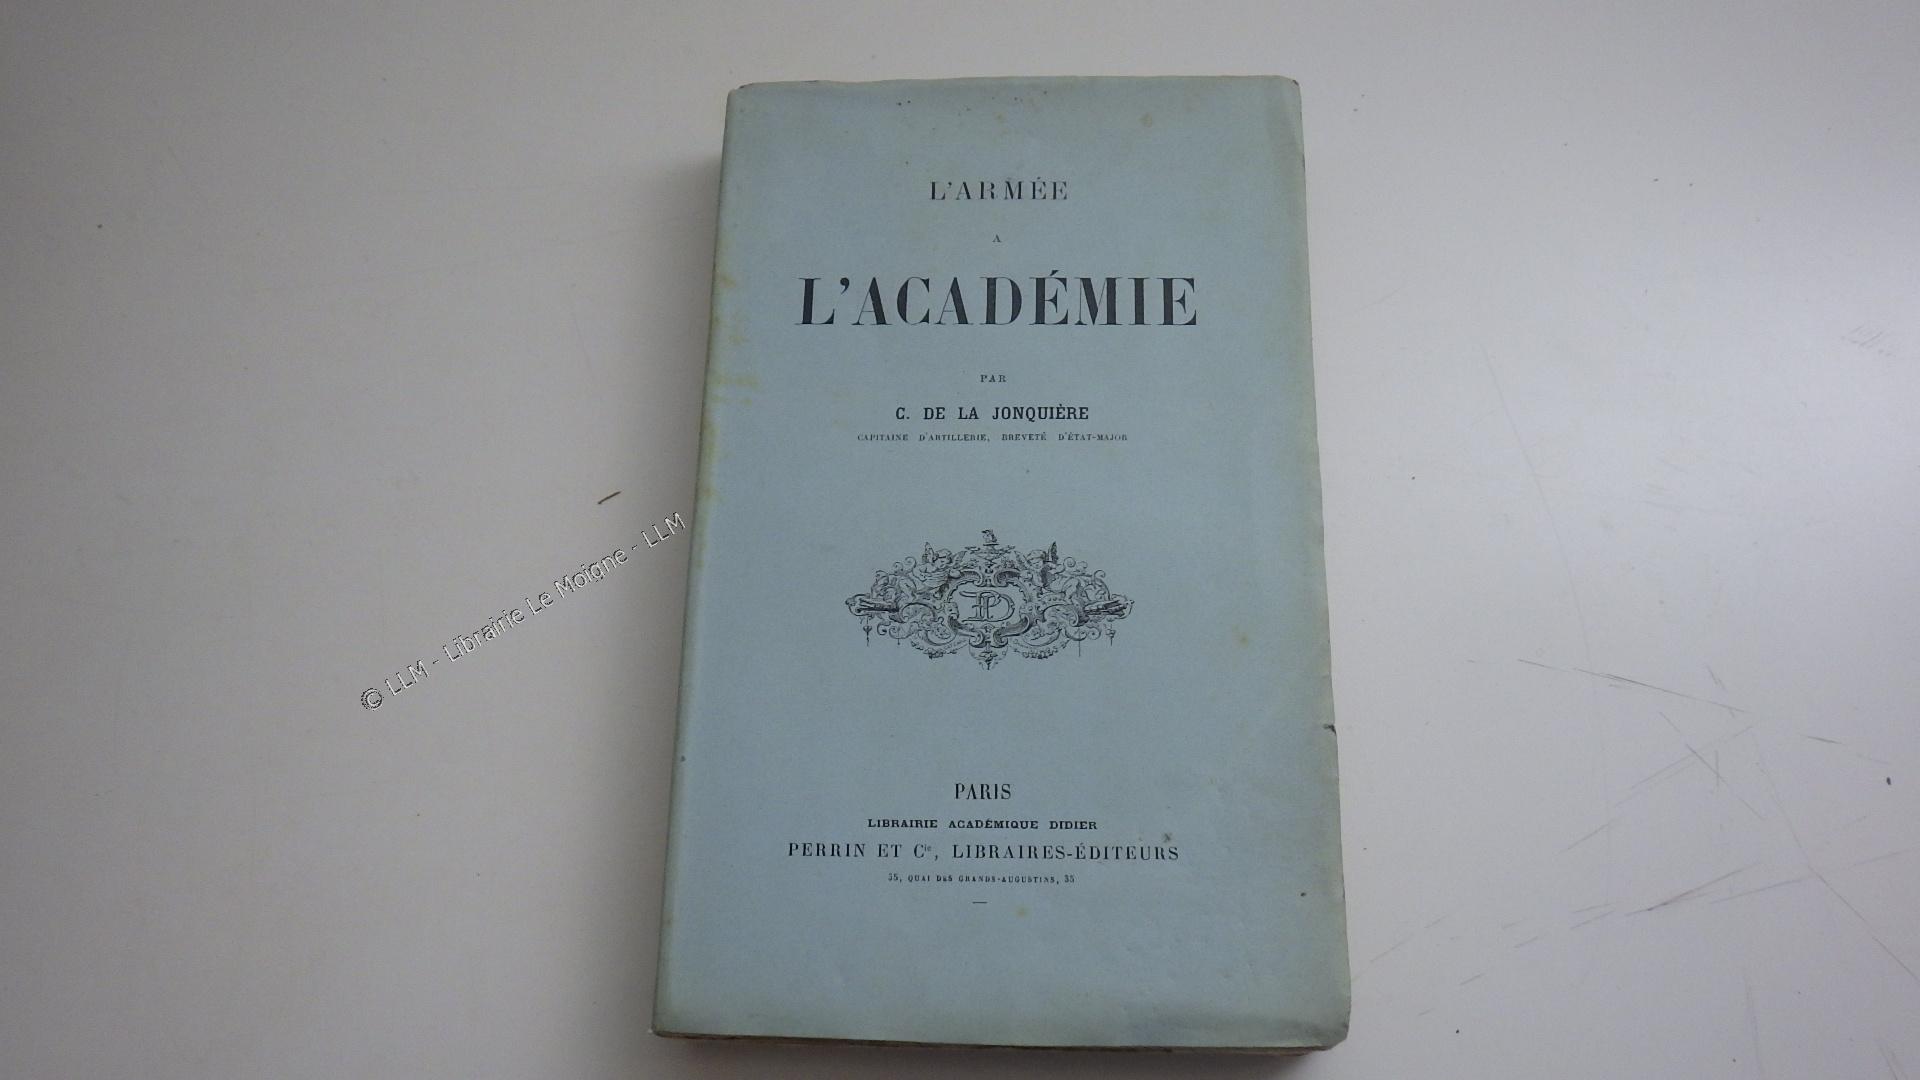 L'ARMÉE
A
L'ACADÉMIE
PAR
C. DE LA JONQUIÈRE
CAPITAINE D'ARTILLERIE, BREVETÉ D'ÉTAT-MAJOR
PARIS
LIBRAIRIE ACADÉMIQUE DIDIER
PERRIN ET Cie, LIBRAIRES-ÉDITEURS
35, QUAI DES GRANDS-AUGUSTINS, 35
© LLM - Librairie Le Moigne - LLM